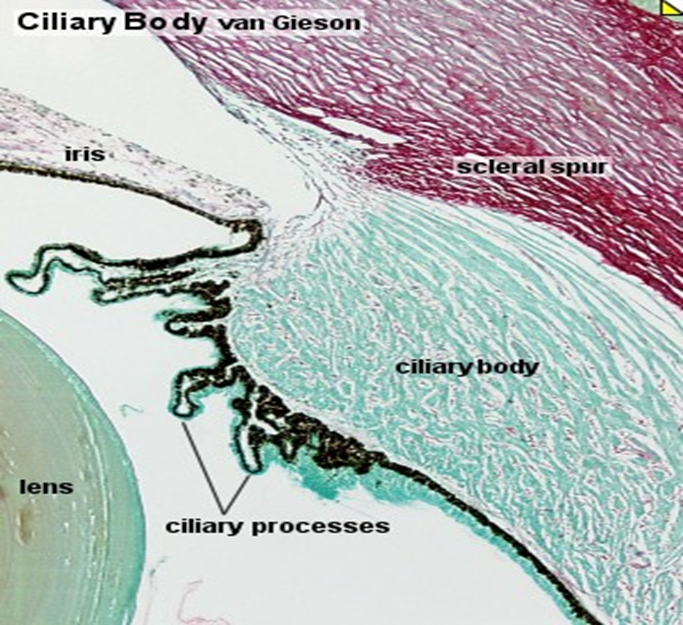 Ciliary Body van Gieson
iris
scleral spur
ciliary body
lens
ciliary processes